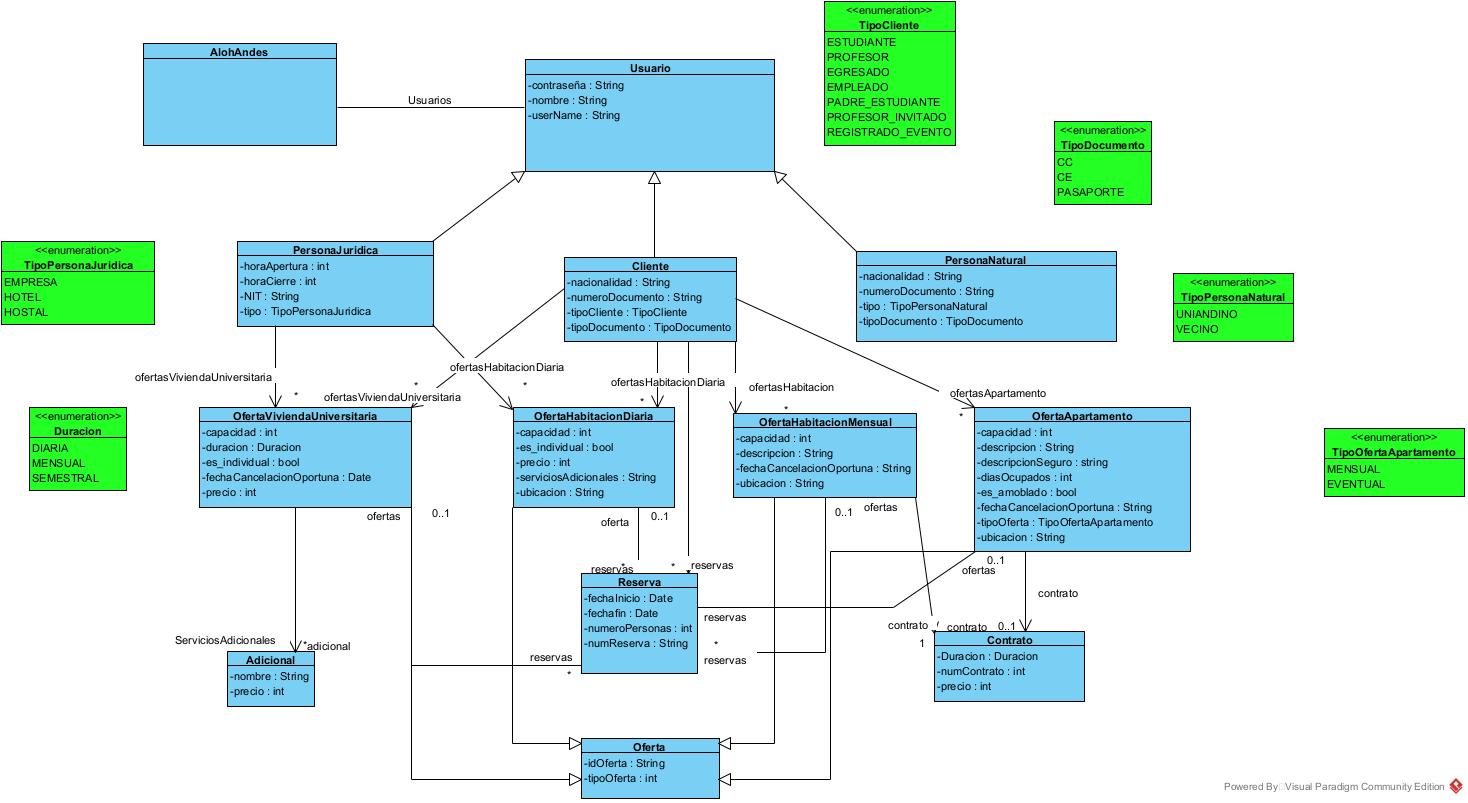 <<enumeration>>
TipoCliente
ESTUDIANTE
PROFESOR
EGRESADO
EMPLEADO
PADRE_ESTUDIANTE
PROFESOR_INVITADO
REGISTRADO_EVENTO
AlohAndes
Usuarios
Usuario
-contraseña : String
-nombre : String
-userName : String
<<enumeration>>
TipoDocumento
CC
CE
PASAPORTE
<<enumeration>>
TipoPersonaJuridica
EMPRESA
HOTEL
HOSTAL
PersonaJuridica
-horaApertura : int
-horaCierre : int
-NIT : String
-tipo : TipoPersonaJuridica
Cliente
-nacionalidad : String
-numeroDocumento : String
-tipoCliente : TipoCliente
-tipoDocumento : TipoDocumento
PersonaNatural
-nacionalidad : String
-numeroDocumento : String
-tipo : TipoPersonaNatural
-tipoDocumento : TipoDocumento
<<enumeration>>
TipoPersonaNatural
UNIANDINO
VECINO
ofertasViviendaUniversitaria
*
ofertasViviendaUniversitaria
*
ofertasHabitacionDiaria
*
ofertasHabitacionDiaria
*
ofertasHabitacion
*
ofertasApartamento
*
<<enumeration>>
Duracion
DIARIA
MENSUAL
SEMESTRAL
OfertaViviendaUniversitaria
-capacidad : int
-duracion : Duracion
-es_individual : bool
-fechaCancelacionOportuna : Date
-precio : int
OfertaHabitacionDiaria
-capacidad : int
-es_individual : bool
-precio : int
-serviciosAdicionales : String
-ubicacion : String
OfertaHabitacionMensual
-capacidad : int
-descripcion : String
-fechaCancelacionOportuna : String
-ubicacion : String
OfertaApartamento
-capacidad : int
-descripcion : String
-descripcionSeguro : string
-diasOcupados : int
-es_amoblado : bool
-fechaCancelacionOportuna : String
-tipoOferta : TipoOfertaApartamento
-ubicacion : String
<<enumeration>>
TipoOfertaApartamento
MENSUAL
EVENTUAL
ofertas
0..1
oferta
0..1
0..1
ofertas
0..1
ofertas
reservas
*
*
reservas
Reserva
-fechaInicio : Date
-fechafin : Date
-numeroPersonas : int
-numReserva : String
reservas
*
reservas
reservas
*
contrato
contrato
1
contrato
0..1
Contrato
-Duracion : Duracion
-numContrato : int
-precio : int
ServiciosAdicionales
*
adicional
Adicional
-nombre : String
-precio : int
Oferta
-idOferta : String
-tipoOferta : int
Powered By Visual Paradigm Community Edition